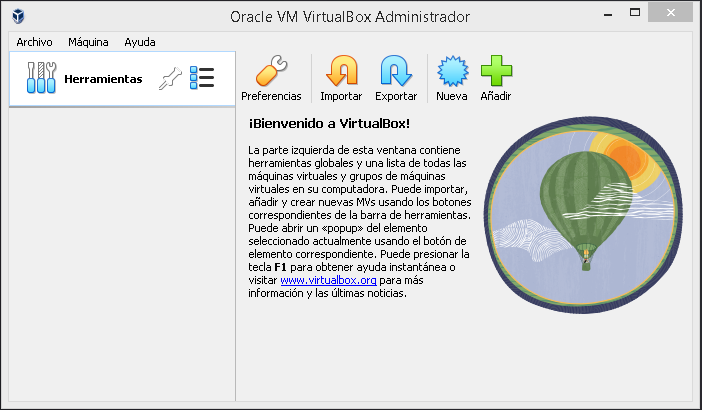 Oracle VM VirtualBox Administrador
Archivo Máquina Ayuda
Herramientas
Preferencias Importar Exportar Nueva Añadir
¡Bienvenido a VirtualBox!
La parte izquierda de esta ventana contiene
herramientas globales y una lista de todas las
máquinas virtuales y grupos de máquinas
virtuales en su computadora. Puede importar,
añadir y crear nuevas MVs usando los botones
correspondientes de la barra de herramientas.
Puede abrir un «popup» del elemento
seleccionado actualmente usando el botón de
elemento correspondiente. Puede presionar la
tecla F1 para obtener ayuda instantánea o
visitar www.virtualbox.org para más
información y las últimas noticias.